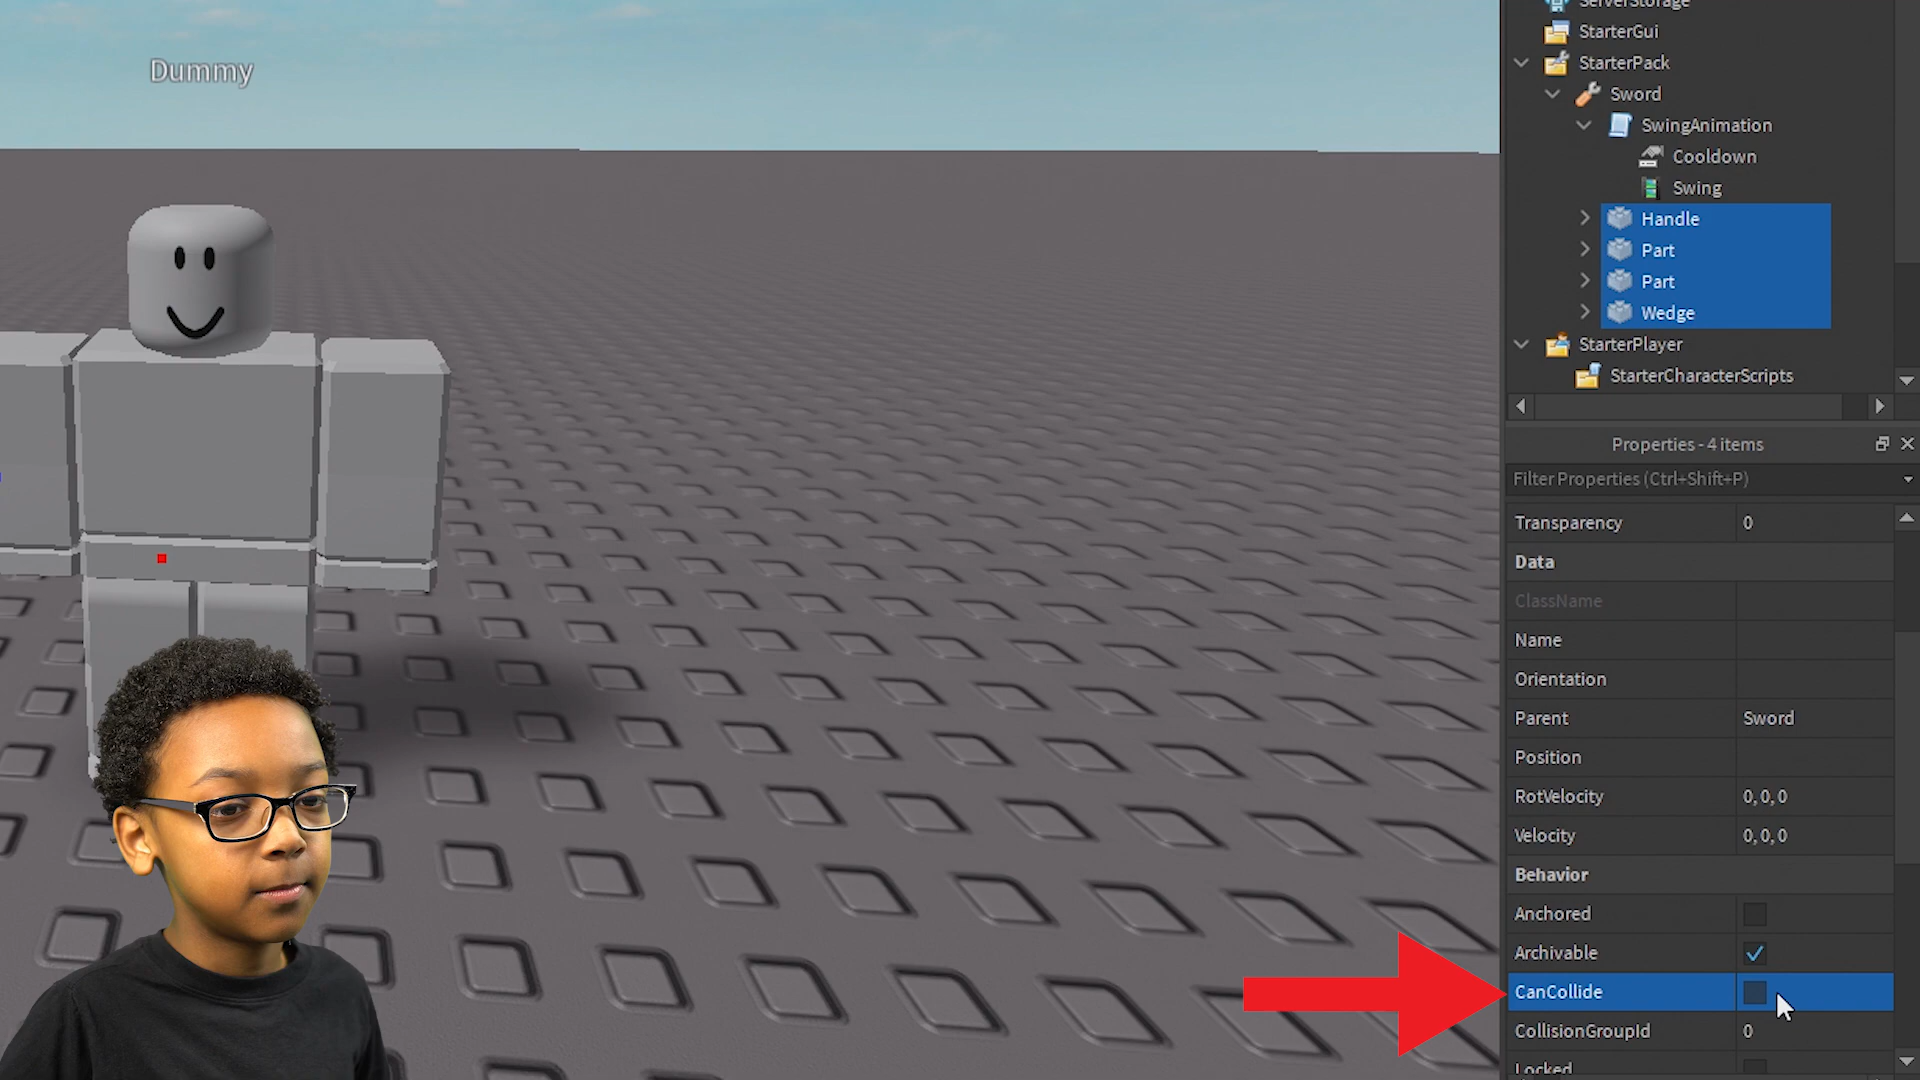 Dummy
ServerStorage
StarterGui
StarterPack
Sword
SwingAnimation
Cooldown
Swing
Handle
Part
Part
Wedge
StarterPlayer
StarterCharacterScripts
Properties - 4 items
Filter Properties (Ctrl+Shift+P)
Transparency 0
Data
ClassName
Name
Orientation
Parent Sword
Position
RotVelocity 0, 0, 0
Velocity 0, 0, 0
Behavior
Anchored
Archivable
CanCollide
CollisionGroupId 0
Locked